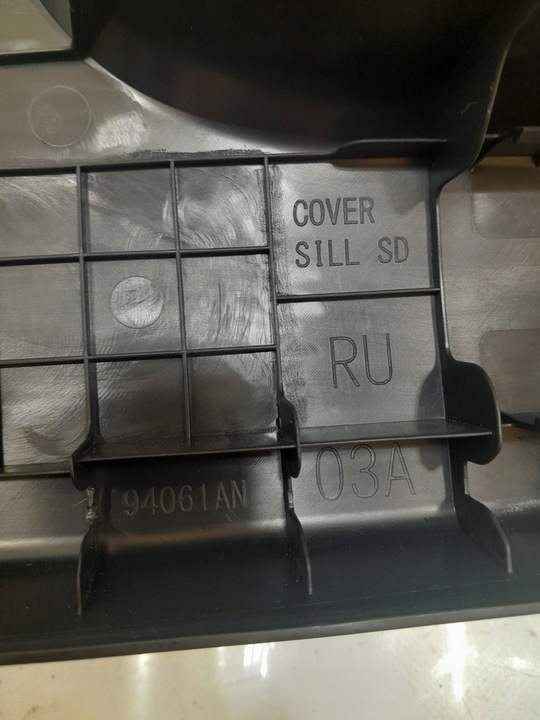 COVER
SILL SD
RU
03A
94061AN